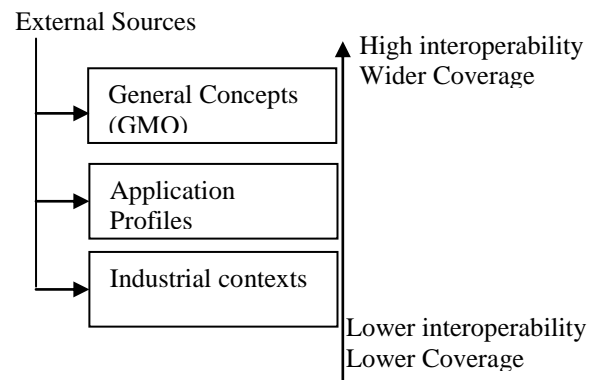 External Sources
High interoperability
Wider Coverage
General Concepts
(GMO)
Application
Profiles
Industrial contexts
Lower interoperability
Lower Coverage